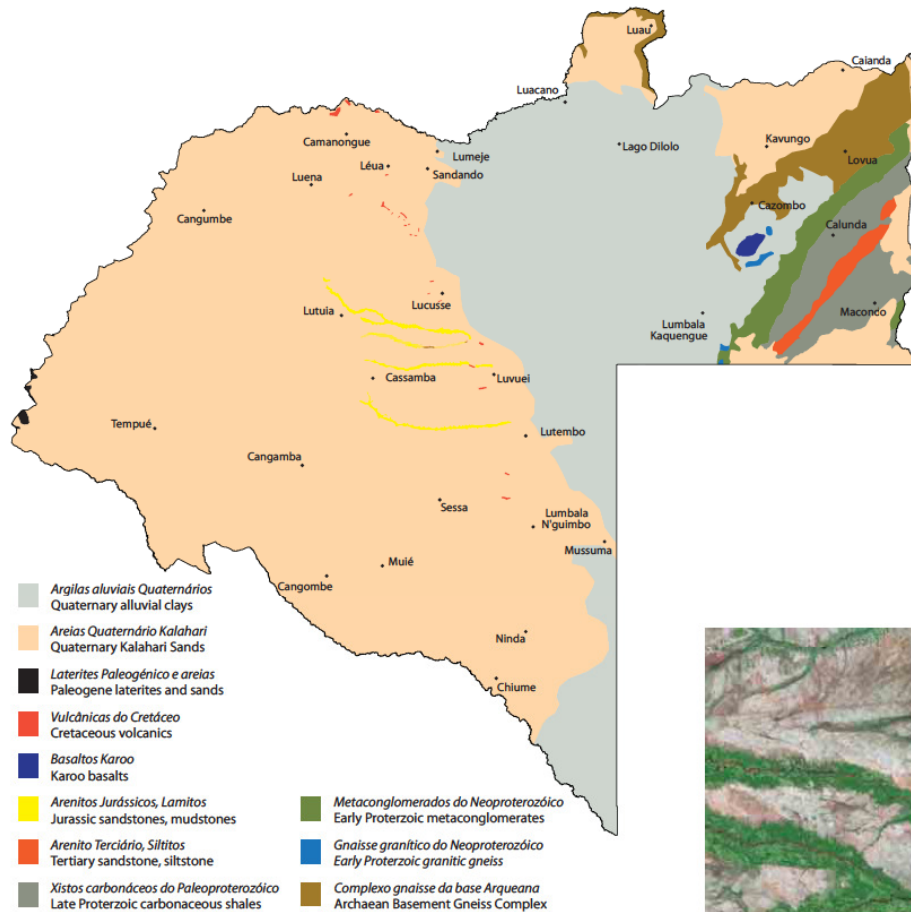 Luau
Caianda
Luacano
Camanongue
Lumeje
Lago Dilolo
Kavungo
Lovua
Léua
Sandando
Luena
Cazombo
Cangumbe
Calunda
Lucusse
Lutuia
Lumbala
Kaquengue
Macondo
Cassamba
Luvuei
Tempué
Lutembo
Cangamba
Sessa
Lumbala
N'guimbo
Mussuma
Muié
Cangombe
Ninda
Chiume
Argilas aluviais Quaternários
Quaternary alluvial clays
Areias Quaternário Kalahari
Quaternary Kalahari Sands
Laterites Paleogénico e areias
Paleogene laterites and sands
Vulcânicas do Cretáceo
Cretaceous volcanics
Basaltos Karoo
Karoo basalts
Arenitos Jurássicos, Lamitos
Jurassic sandstones, mudstones
Arenito Terciário, Siltitos
Tertiary sandstone, siltstone
Xistos carbonáceos do Paleoproterozóico
Late Proterzoic carbonaceous shales
Metaconglomerados do Neoproterozóico
Early Proterzoic metaconglomerates
Gnaisse granítico do Neoproterozóico
Early Proterzoic granitic gneiss
Complexo gnaisse da base Arqueana
Archaean Basement Gneiss Complex